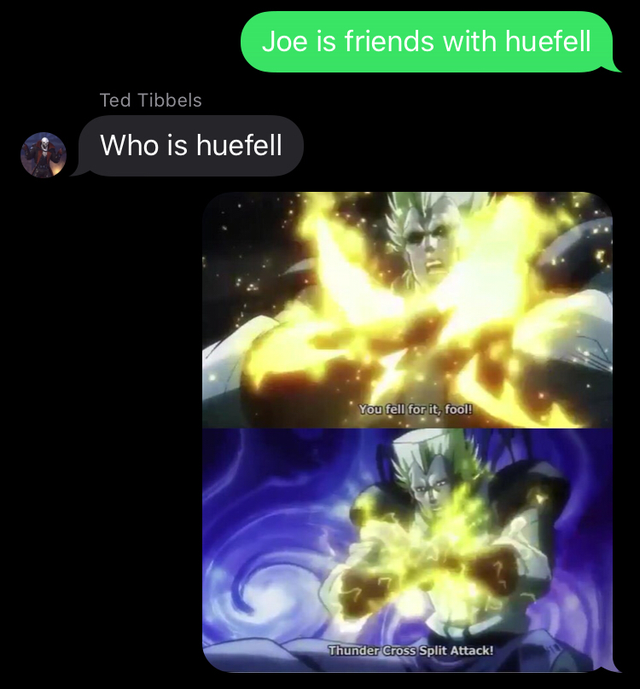 Joe is friends with huefell
Ted Tibbels
Who is huefell
You fell for it, fool!
Thunder Cross Split Attack!